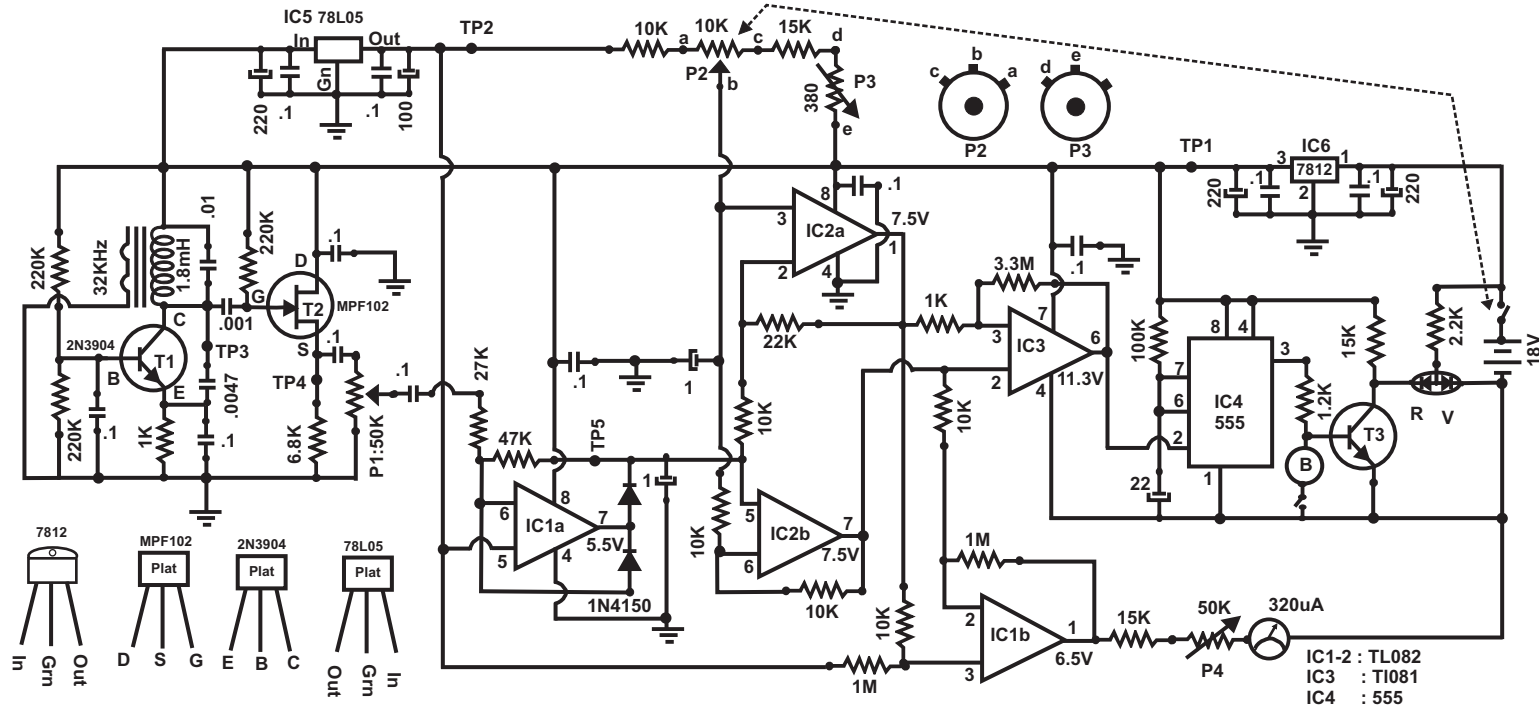 IC5 78L05
In
Out
Gn
220
.1
.1
100
TP2
10K
a
10K
c
15K
d
P2
b
380
P3
e
b
c
a
P2
e
d
P3
TP1
IC6
3
7812
1
2
220
.1
.1
220
220K
32KHz
1.8mH
.01
220K
.1
D
G
T2
MPF102
S
.001
C
2N3904
T1
B
E
TP3
.0047
TP4
.1
.1
220K
.1
1K
.1
6.8K
P1:50K
27K
47K
TP5
6
IC1a
8
7
5
4
5.5V
1N4150
1
.1
1
8
.1
3
IC2a
7.5V
1
2
4
22K
10K
10K
5
IC2b
7
7.5V
6
10K
10K
1M
3.3M
1K
.1
3
7
IC3
6
2
11.3V
4
10K
1M
2
IC1b
1
6.5V
3
15K
50K
P4
320uA
100K
8
4
3
7
6
IC4
555
2
1
22
1.2K
B
15K
T3
2.2K
R
V
18V
7812
In
Grn
Out
MPF102
Plat
D S G
2N3904
Plat
E B C
78L05
Plat
Out
Grn
In
IC1-2 : TL082
IC3 : Tl081
IC4 : 555